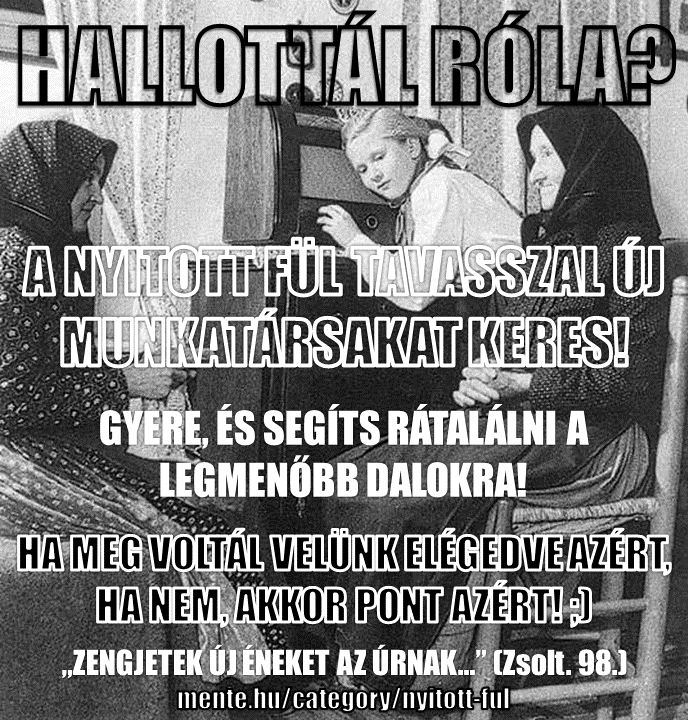 HALLOTTÁL RÓLA?
A NYITOTT FÜL TAVASSZAL ÚJ
MUNKATÁRSAKAT KERES!
GYERE, ÉS SEGÍTS RÁTALÁLNI A
LEGMENŐBB DALOKRA!
HA MEG VOLTÁL VELÜNK ELÉGEDVE AZÉRT,
HA NEM, AKKOR PONT AZÉRT! ;)
„ZENGJETEK ÚJ ÉNEKET AZ ÚRNAK...” (Zsolt. 98.)
mente.hu/category/nyitott-ful